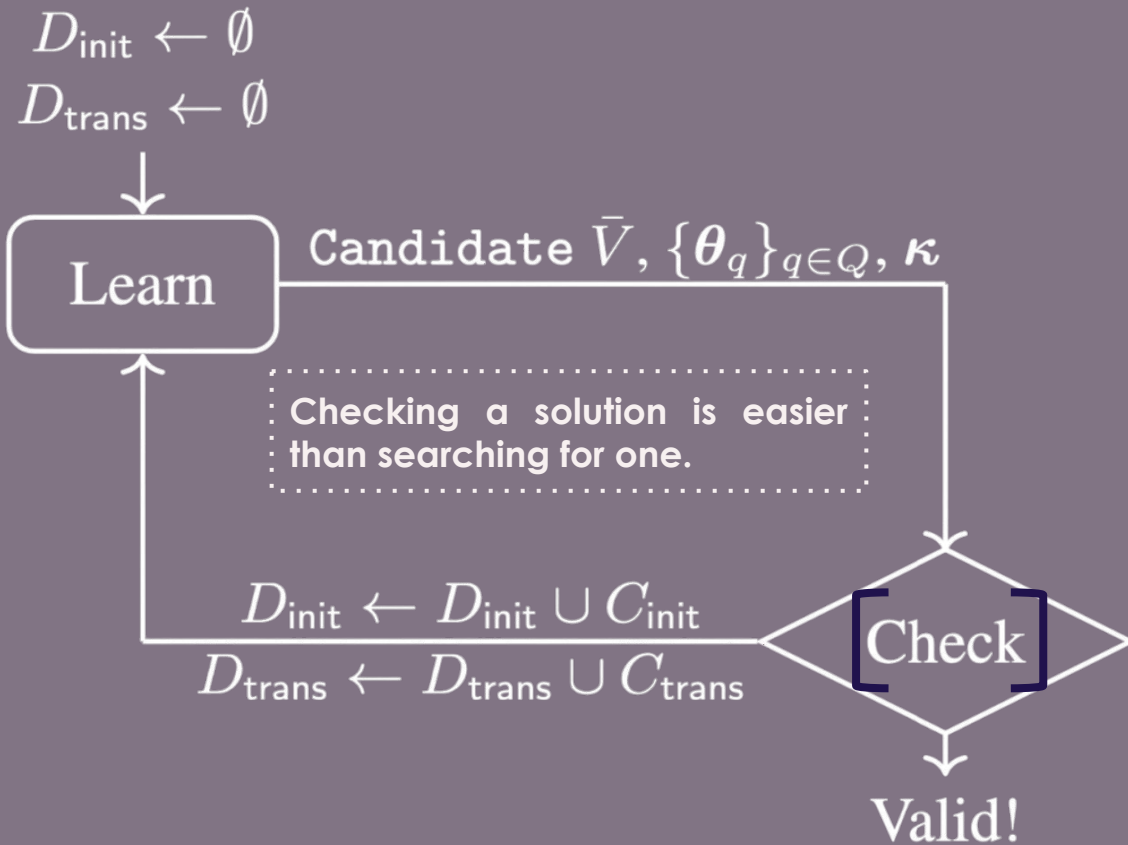 D_init ← ∅
D_trans ← ∅
Learn
Candidate V̄, {θ_q}_{q∈Q}, κ
Checking a solution is easier
than searching for one.
D_init ← D_init ∪ C_init
D_trans ← D_trans ∪ C_trans
[Check]
Valid!